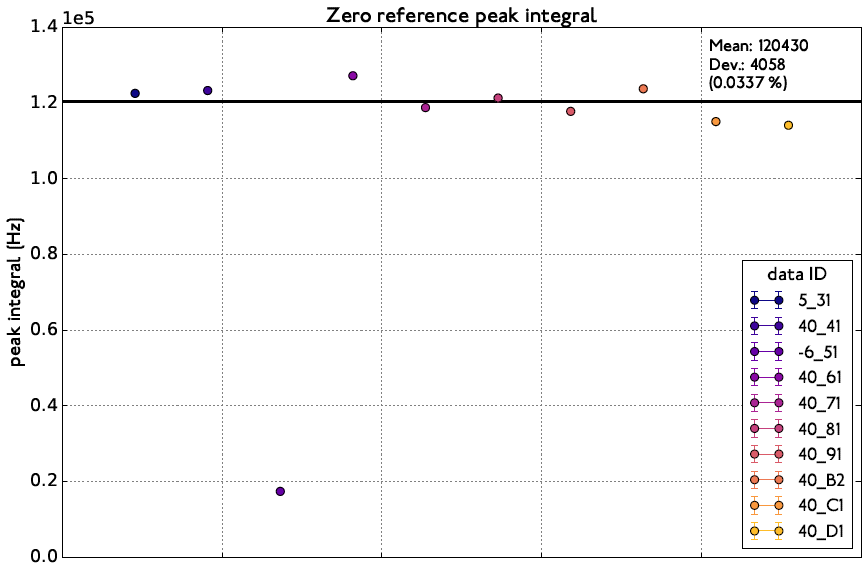 Zero reference peak integral
1e5
1.4
1.2
1.0
0.8
0.6
0.4
0.2
0.0
peak integral (Hz)
Mean: 120430
Dev.: 4058
(0.0337 %)
data ID
5_31
40_41
-6_51
40_61
40_71
40_81
40_91
40_B2
40_C1
40_D1